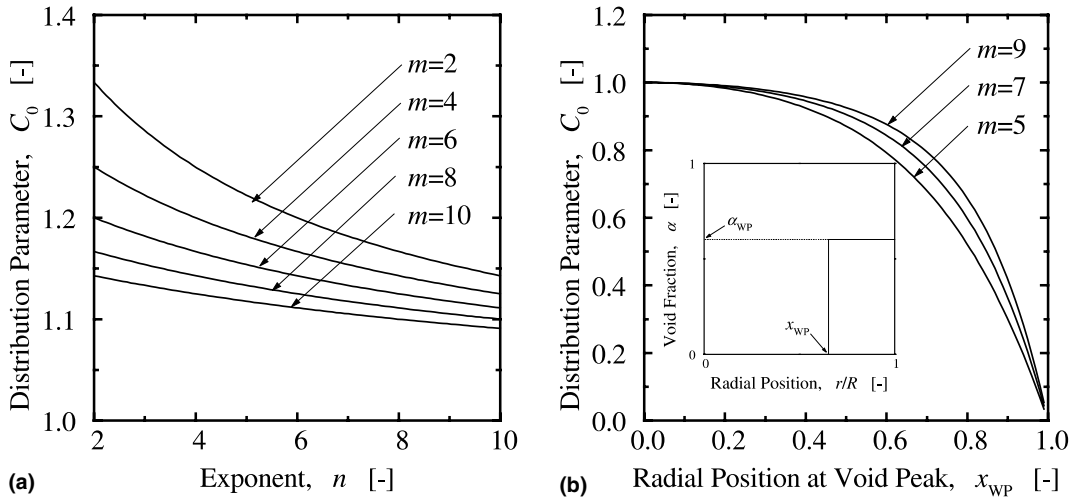 1.4
1.3
1.2
1.1
1.0
Distribution Parameter, C0 [-]
m=2
m=4
m=6
m=8
m=10
2
4
6
8
10
Exponent, n [-]
(a)
1.2
1.0
0.8
0.6
0.4
0.2
0.0
Distribution Parameter, C0 [-]
m=9
m=7
m=5
1
0
Void Fraction, α [-]
αWP
xWP
0
1
Radial Position, r/R [-]
0.0
0.2
0.4
0.6
0.8
1.0
Radial Position at Void Peak, xWP [-]
(b)